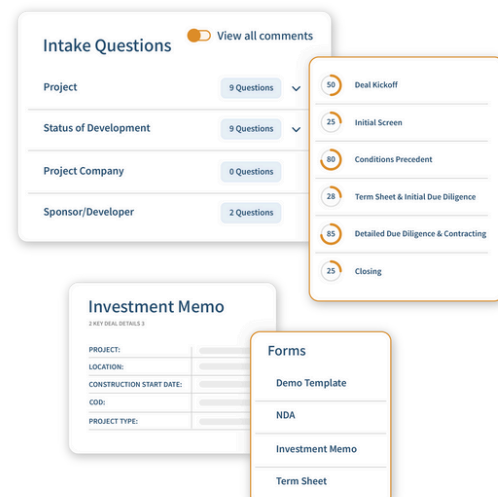 Intake Questions
View all comments
Project
9 Questions
Status of Development
9 Questions
Project Company
0 Questions
Sponsor/Developer
2 Questions
50 Deal Kickoff
25 Initial Screen
80 Conditions Precedent
28 Term Sheet & Initial Due Diligence
85 Detailed Due Diligence & Contracting
25 Closing
Investment Memo
KEY DEAL DETAILS
PROJECT:
LOCATION:
CONSTRUCTION START DATE:
COD:
PROJECT TYPE:
Forms
Demo Template
NDA
Investment Memo
Term Sheet